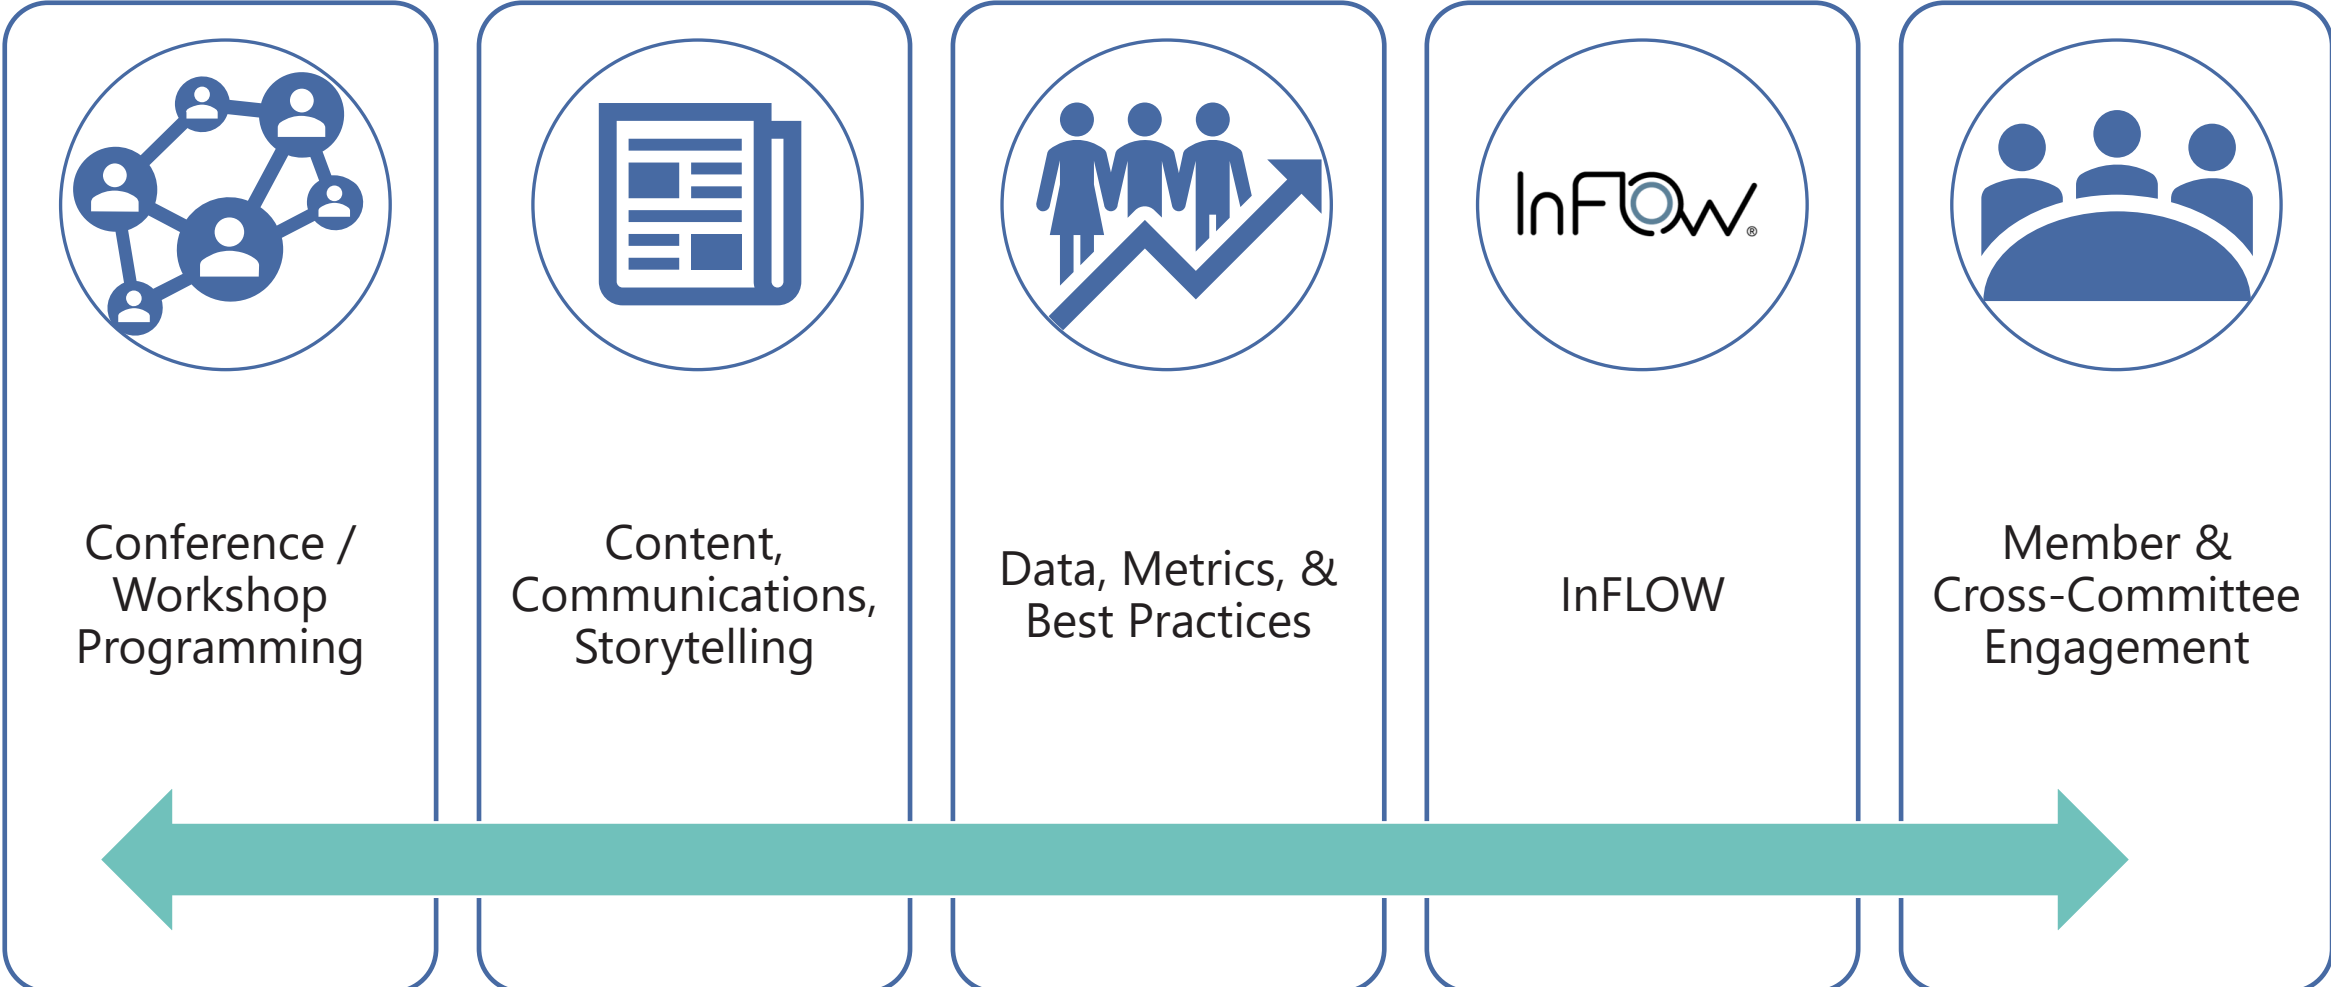 InFlow®
Conference /
Workshop
Programming
Content,
Communications,
Storytelling
Data, Metrics, &
Best Practices
InFLOW
Member &
Cross-Committee
Engagement